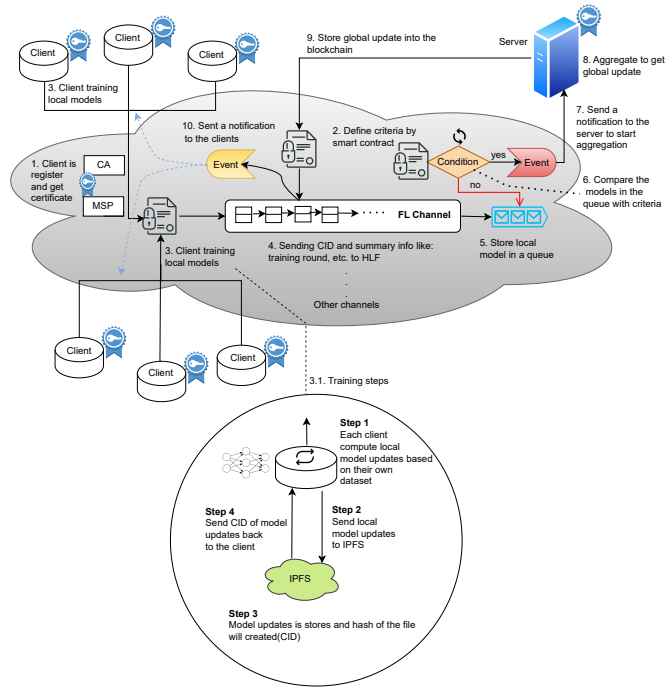 Client
Client
Client
3. Client training
local models
9. Store global update into the
blockchain
Server
8. Aggregate to get
global update
7. Send a
notification to the
server to start
aggregation
10. Sent a notification
to the clients
2. Define criteria by
smart contract
1. Client is
register
and get
certificate
CA
MSP
Event
Condition
yes
Event
no
6. Compare the
models in the
queue with criteria
FL Channel
3. Client training
local models
4. Sending CID and summary info like:
training round, etc. to HLF
5. Store local
model in a queue
Other channels
Client
Client
Client
3.1. Training steps
Step 1
Each client
compute local
model updates based
on their own
dataset
Step 4
Send CID of model
updates back
to the client
Step 2
Send local
model updates
to IPFS
IPFS
Step 3
Model updates is stores and hash of the file
will created(CID)